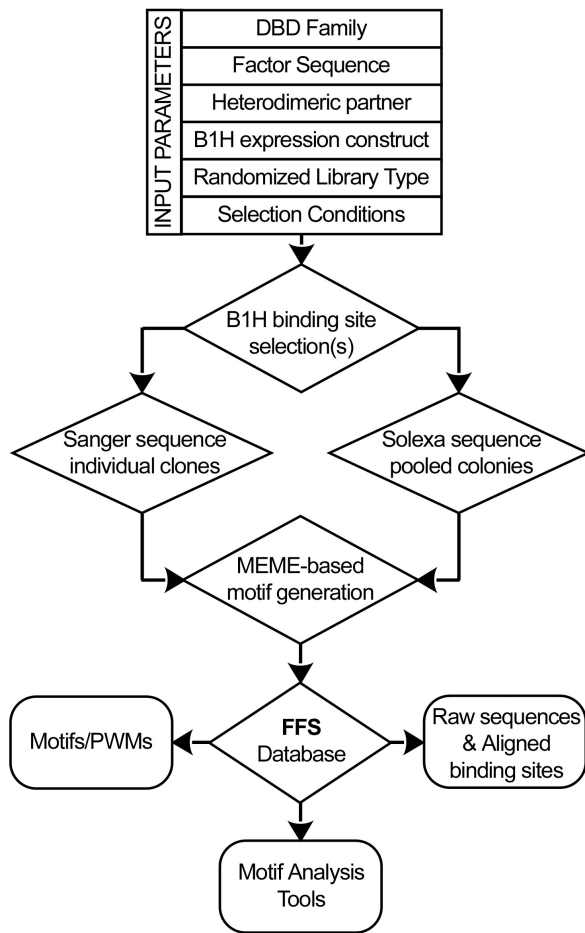 INPUT PARAMETERS
DBD Family
Factor Sequence
Heterodimeric partner
B1H expression construct
Randomized Library Type
Selection Conditions
B1H binding site
selection(s)
Sanger sequence
individual clones
Solexa sequence
pooled colonies
MEME-based
motif generation
FFS
Database
Motifs/PWMs
Raw sequences
& Aligned
binding sites
Motif Analysis
Tools